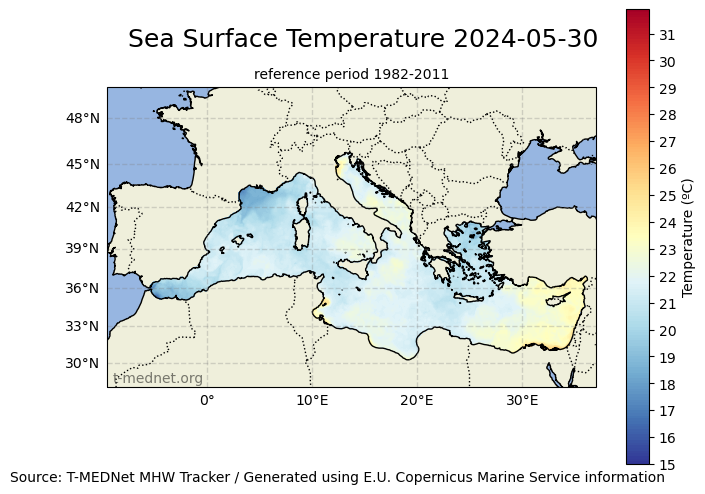 Sea Surface Temperature 2024-05-30
reference period 1982-2011
48°N
45°N
42°N
39°N
36°N
33°N
30°N
t-mednet.org
0°
10°E
20°E
30°E
31
30
29
28
27
26
25
24
23
22
21
20
19
18
17
16
15
Temperature (ºC)
Source: T-MEDNet MHW Tracker / Generated using E.U. Copernicus Marine Service information